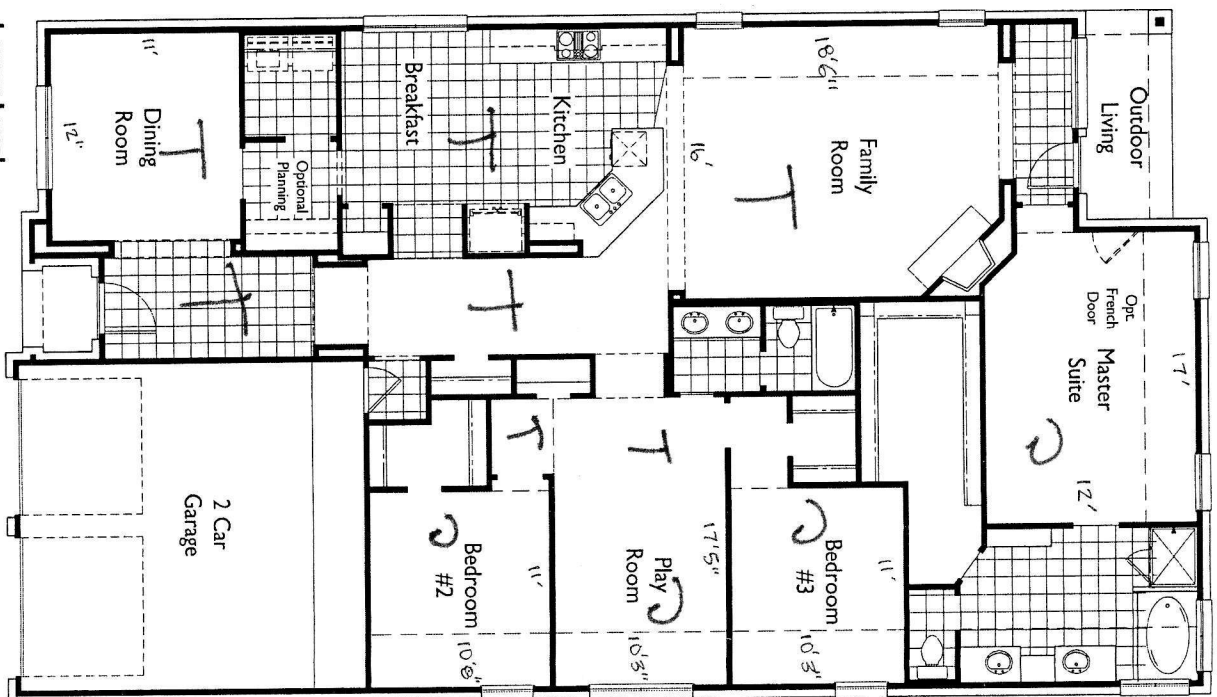 Outdoor
Living
18'6"
16'
Family
Room
Opt.
French
Door
Master
Suite
17'
12'
Breakfast
Kitchen
Optional
Planning
11'
12"
Dining
Room
T
T
T
T
T
T
T
C
C
C
C
2 Car
Garage
Bedroom
#2
11'
10'8"
Play
Room
17'5"
10'3"
Bedroom
#3
11'
10'3"